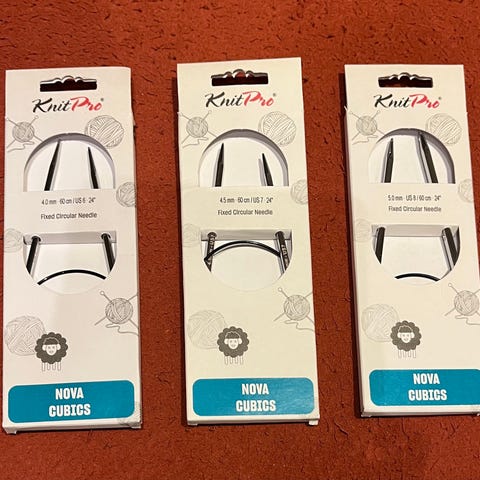 KnitPro®
4.0 mm · 60 cm / US 6 · 24"
Fixed Circular Needle
NOVA
CUBICS
KnitPro®
4.5 mm · 60 cm / US 7 · 24"
Fixed Circular Needle
NOVA
CUBICS
KnitPro®
5.0 mm · US 8 / 60 cm · 24"
Fixed Circular Needle
NOVA
CUBICS